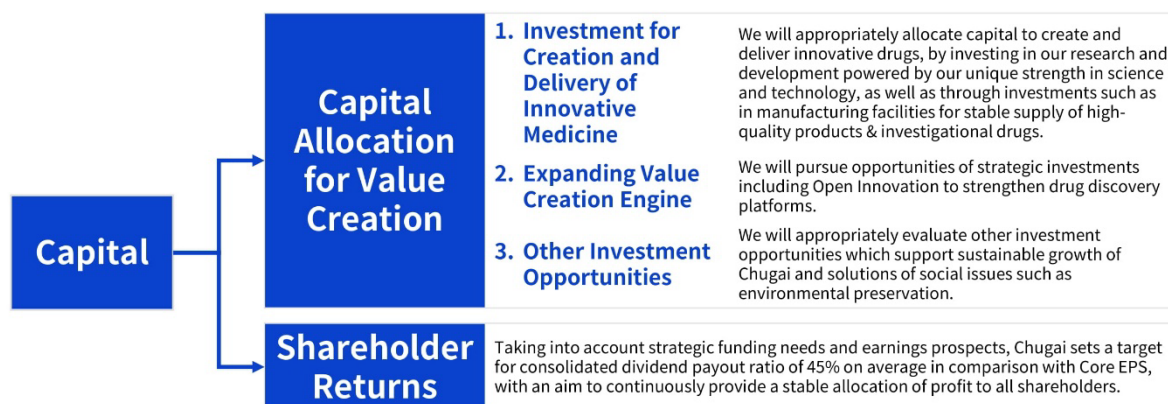 Capital
Capital
Allocation
for Value
Creation
1. Investment for
Creation and
Delivery of
Innovative
Medicine
We will appropriately allocate capital to create and
deliver innovative drugs, by investing in our research and
development powered by our unique strength in science
and technology, as well as through investments such as
in manufacturing facilities for stable supply of high-
quality products & investigational drugs.
2. Expanding Value
Creation Engine
We will pursue opportunities of strategic investments
including Open Innovation to strengthen drug discovery
platforms.
3. Other Investment
Opportunities
We will appropriately evaluate other investment
opportunities which support sustainable growth of
Chugai and solutions of social issues such as
environmental preservation.
Shareholder
Returns
Taking into account strategic funding needs and earnings prospects, Chugai sets a target
for consolidated dividend payout ratio of 45% on average in comparison with Core EPS,
with an aim to continuously provide a stable allocation of profit to all shareholders.